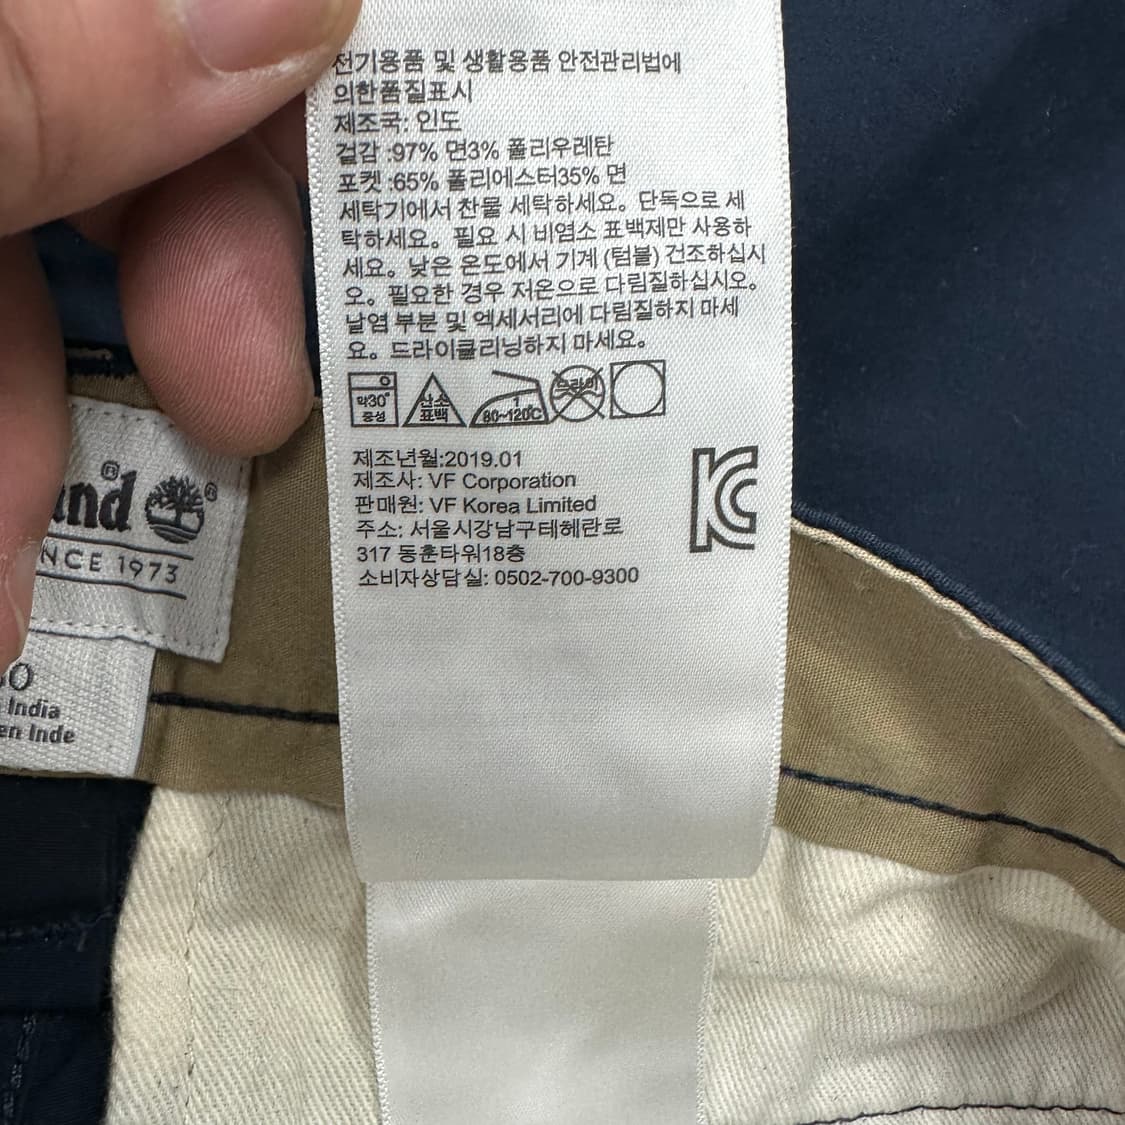 전기용품 및 생활용품 안전관리법에
의한품질표시
제조국: 인도
겉감 :97% 면3% 폴리우레탄
포켓 :65% 폴리에스터35% 면
세탁기에서 찬물 세탁하세요. 단독으로 세
탁하세요. 필요 시 비염소 표백제만 사용하
세요. 낮은 온도에서 기계 (텀블) 건조하십시
오. 필요한 경우 저온으로 다림질하십시오.
날염 부분 및 엑세서리에 다림질하지 마세
요. 드라이클리닝하지 마세요.
약30°
중성
산소
표백
1
80~120℃
드라이
제조년월:2019.01
제조사: VF Corporation
판매원: VF Korea Limited
주소: 서울시강남구테헤란로
317 동훈타워18층
소비자상담실: 0502-700-9300
and® ®
NCE 1973
0
India
en Inde